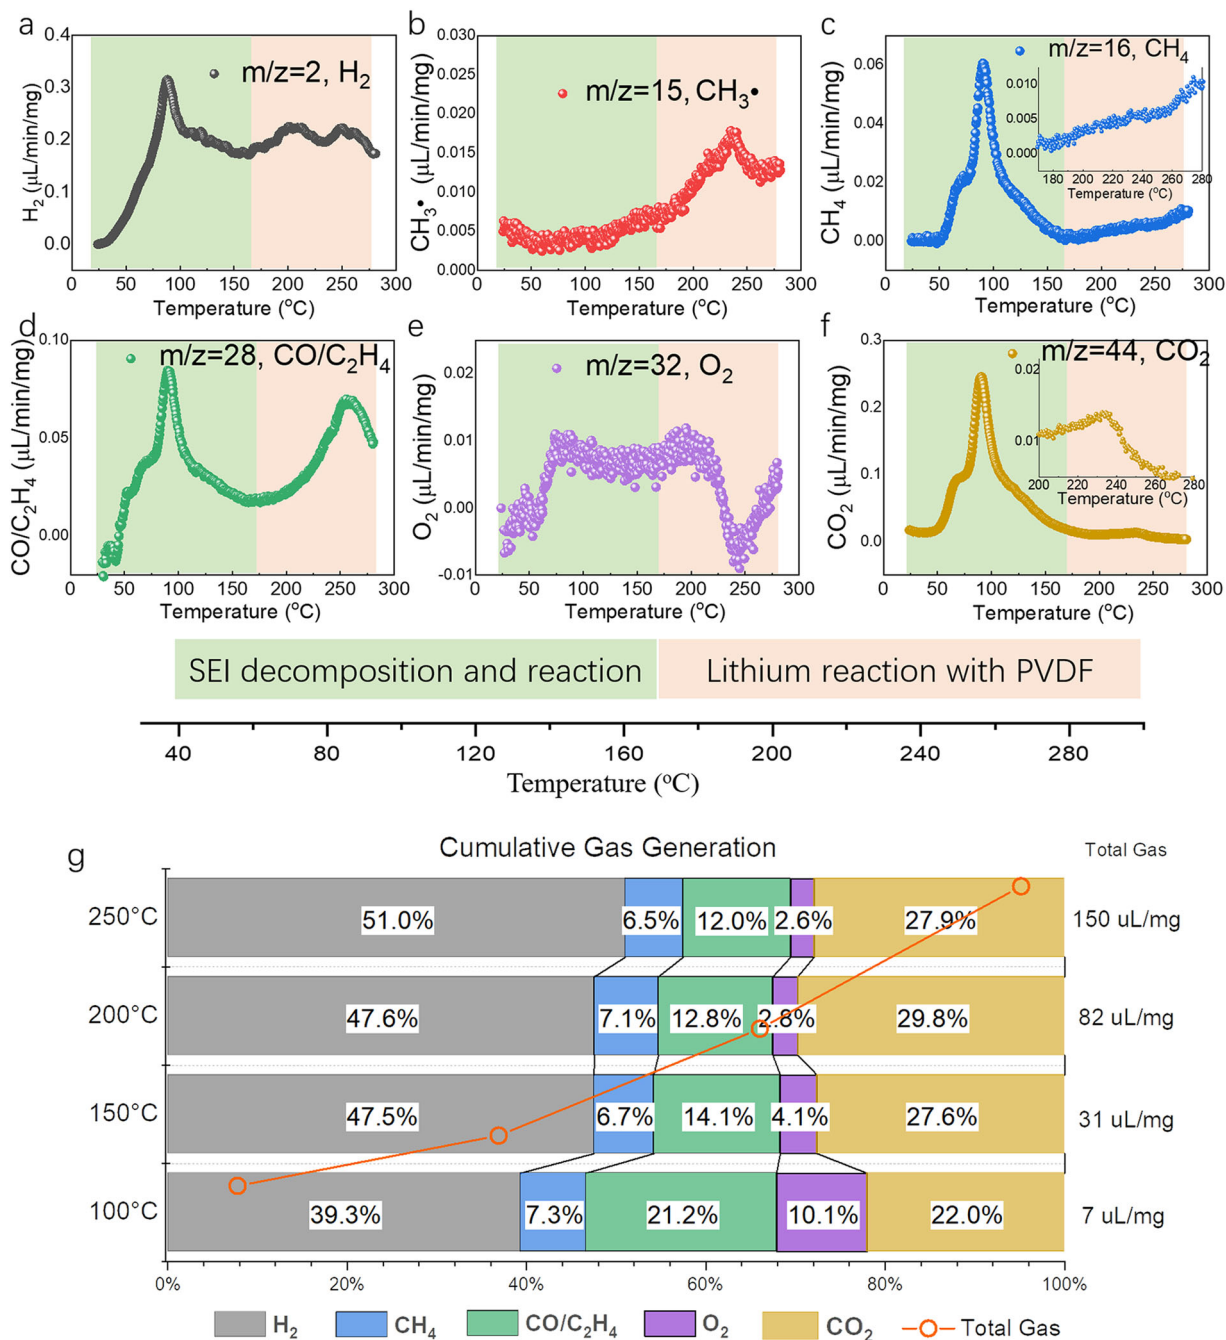 a
0.4
0.3
0.2
0.1
0.0
H2 (μL/min/mg)
m/z=2, H2
0 50 100 150 200 250 300
Temperature (°C)
b
0.030
0.025
0.020
0.015
0.010
0.005
0.000
CH3• (μL/min/mg)
m/z=15, CH3•
0 50 100 150 200 250 300
Temperature (°C)
c
0.06
0.04
0.02
0.00
CH4 (μL/min/mg)
m/z=16, CH4
0.010
0.005
0.000
180 200 220 240 260 280
Temperature (°C)
0 50 100 150 200 250 300
Temperature (°C)
d
0.10
0.05
0.00
CO/C2H4 (μL/min/mg)
m/z=28, CO/C2H4
0 50 100 150 200 250 300
Temperature (°C)
e
0.02
0.01
0.00
-0.01
O2 (μL/min/mg)
m/z=32, O2
0 50 100 150 200 250 300
Temperature (°C)
f
0.3
0.2
0.1
0.0
CO2 (μL/min/mg)
m/z=44, CO2
0.02
0.01
200 220 240 260 280
Temperature (°C)
0 50 100 150 200 250 300
Temperature (°C)
SEI decomposition and reaction
Lithium reaction with PVDF
40 80 120 160 200 240 280
Temperature (°C)
g
Cumulative Gas Generation
Total Gas
250°C 51.0% 6.5% 12.0% 2.6% 27.9% 150 uL/mg
200°C 47.6% 7.1% 12.8% 2.8% 29.8% 82 uL/mg
150°C 47.5% 6.7% 14.1% 4.1% 27.6% 31 uL/mg
100°C 39.3% 7.3% 21.2% 10.1% 22.0% 7 uL/mg
0% 20% 40% 60% 80% 100%
H2 CH4 CO/C2H4 O2 CO2 Total Gas